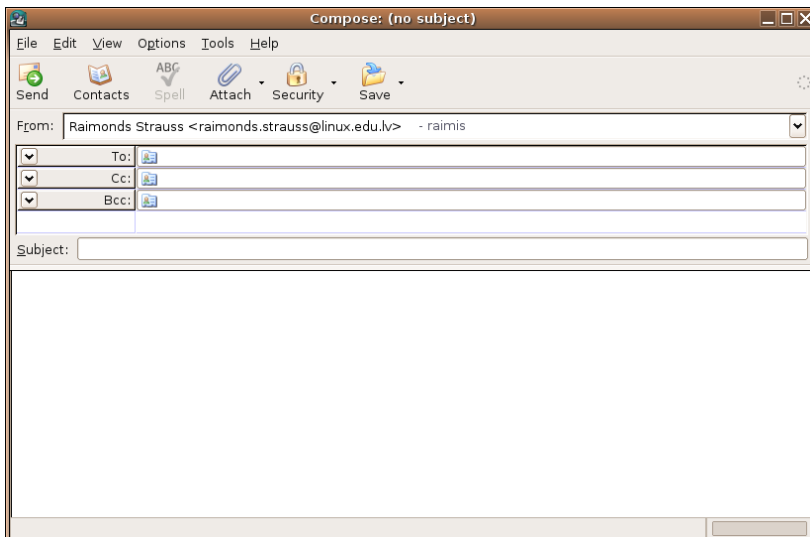 Compose: (no subject)
File Edit View Options Tools Help
ABC
Send Contacts Spell Attach Security Save
From: Raimonds Strauss <raimonds.strauss@linux.edu.lv> - raimis
To:
Cc:
Bcc:
Subject: